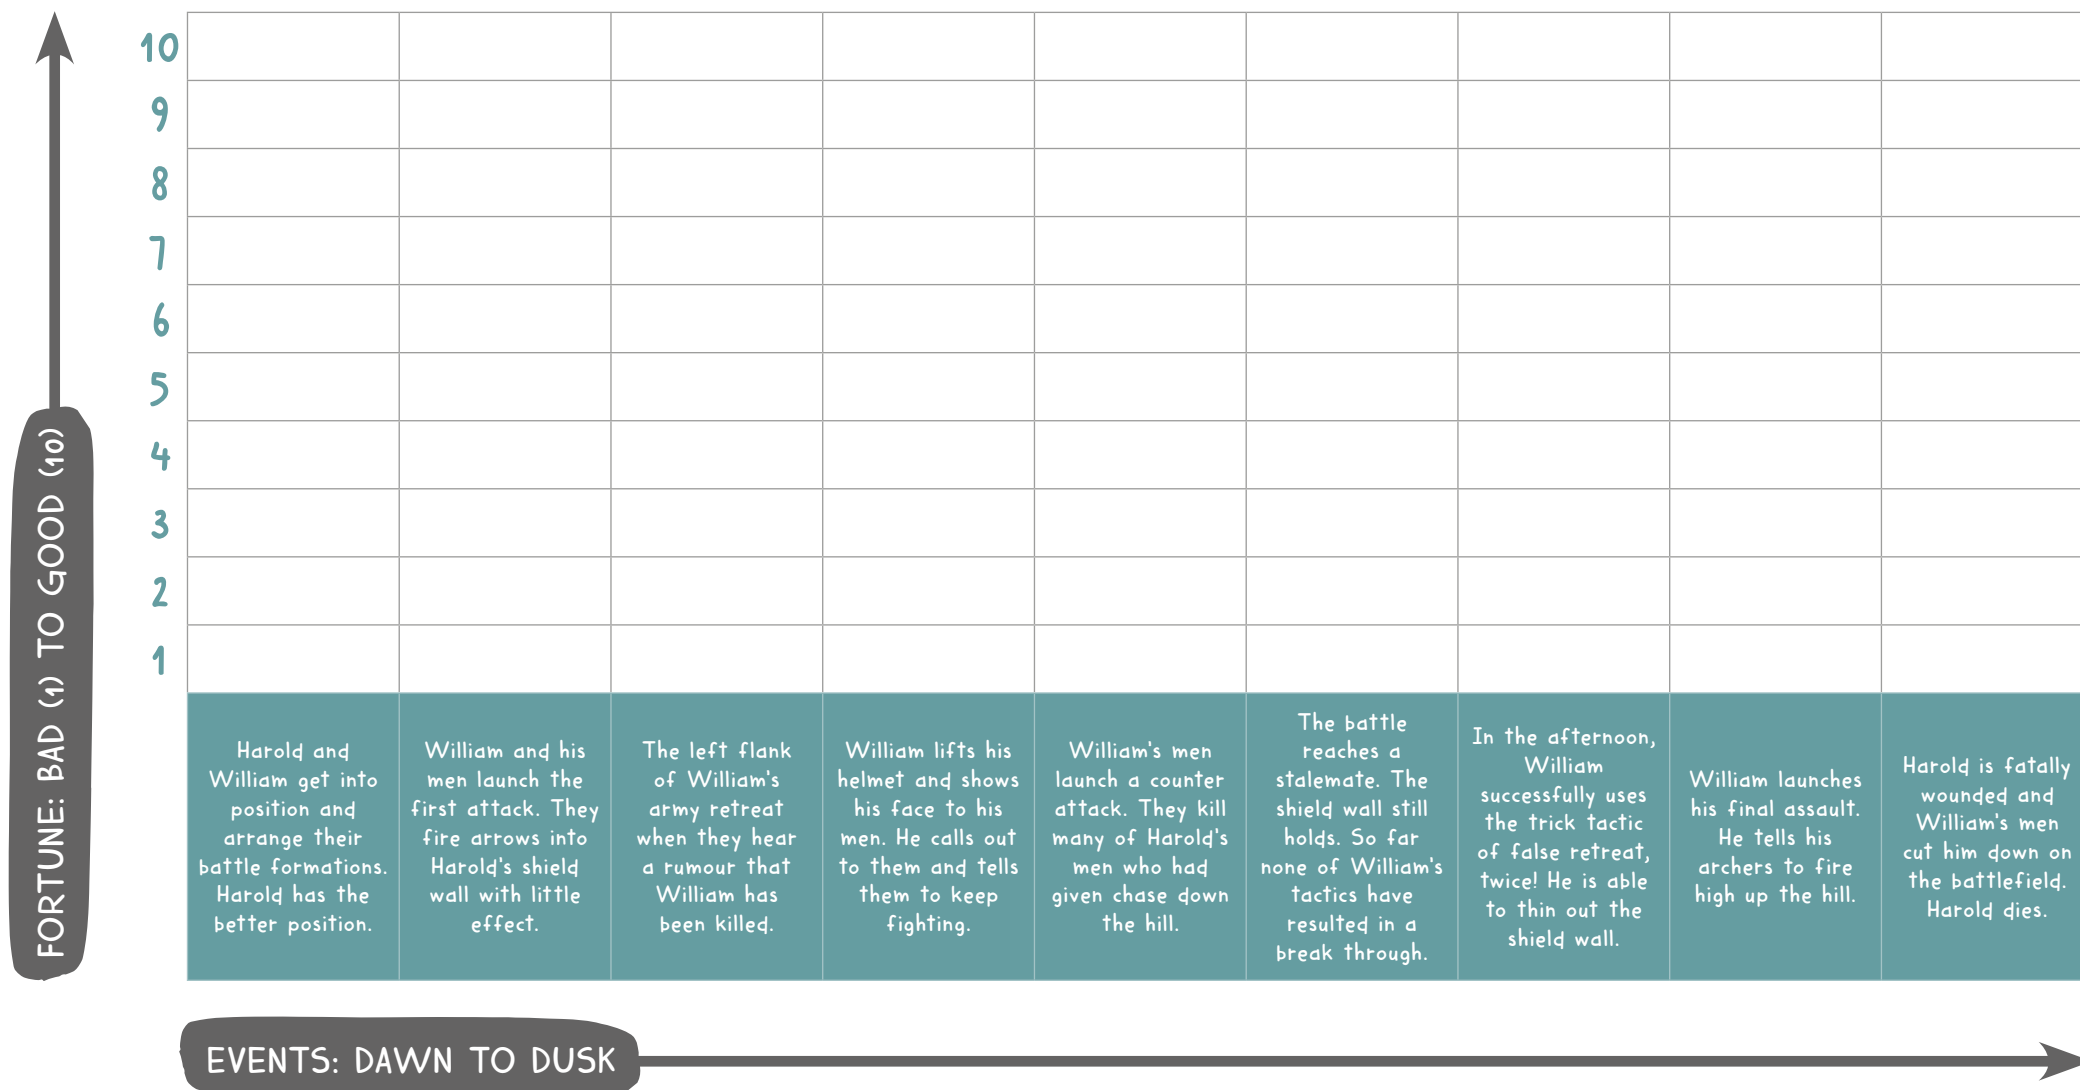 10
9
8
7
6
5
4
3
2
1
FORTUNE: BAD (1) TO GOOD (10)
Harold and
William get into
position and
arrange their
battle formations.
Harold has the
better position.
William and his
men launch the
first attack. They
fire arrows into
Harold's shield
wall with little
effect.
The left flank
of William's
army retreat
when they hear
a rumour that
William has
been killed.
William lifts his
helmet and shows
his face to his
men. He calls out
to them and tells
them to keep
fighting.
William's men
launch a counter
attack. They kill
many of Harold's
men who had
given chase down
the hill.
The battle
reaches a
stalemate. The
shield wall still
holds. So far
none of William's
tactics have
resulted in a
break through.
In the afternoon,
William
successfully uses
the trick tactic
of false retreat,
twice! He is able
to thin out the
shield wall.
William launches
his final assault.
He tells his
archers to fire
high up the hill.
Harold is fatally
wounded and
William's men
cut him down on
the battlefield.
Harold dies.
EVENTS: DAWN TO DUSK